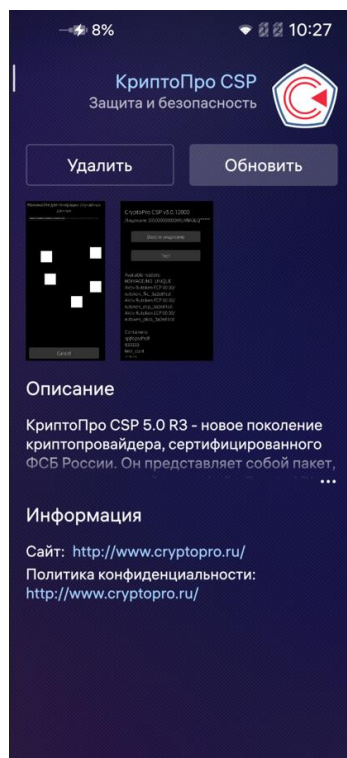 8%
10:27
КриптоПро CSP
Защита и безопасность
Удалить
Обновить
CryptoPro CSP v5.0.12000
Cancel
Описание
КриптоПро CSP 5.0 R3 - новое поколение
криптопровайдера, сертифицированного
ФСБ России. Он представляет собой пакет,
...
Информация
Сайт: http://www.cryptopro.ru/
Политика конфиденциальности:
http://www.cryptopro.ru/